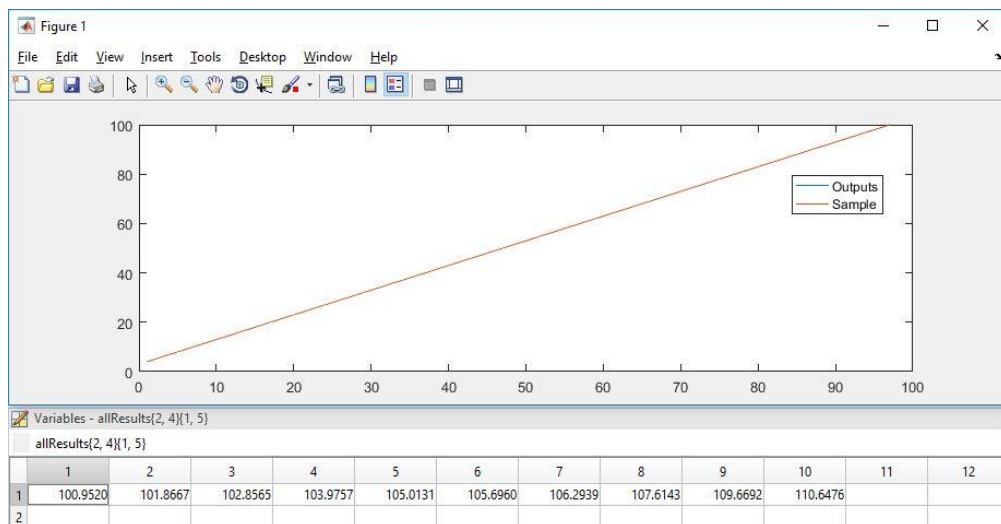 Figure 1
File Edit View Insert Tools Desktop Window Help
100
80
60
40
20
0
Outputs
Sample
0 10 20 30 40 50 60 70 80 90 100
Variables - allResults{2, 4}{1, 5}
allResults{2, 4}{1, 5}
1 2 3 4 5 6 7 8 9 10 11 12
1 100.9520 101.8667 102.8565 103.9757 105.0131 105.6960 106.2939 107.6143 109.6692 110.6476
2